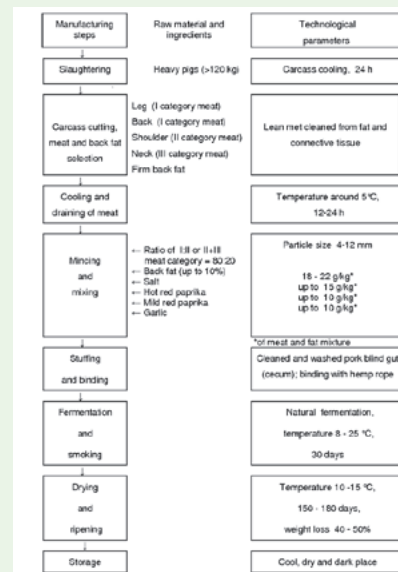 Manufacturing steps
Raw material and ingredients
Technological parameters
Slaughtering
Heavy pigs (>120 kg)
Carcass cooling, 24 h
Carcass cutting, meat and back fat selection
Leg (I category meat)
Back (I category meat)
Shoulder (II category meat)
Neck (III category meat)
Firm back fat
Lean met cleaned from fat and connective tissue
Cooling and draining of meat
Temperature around 5°C, 12-24 h
Mincing and mixing
← Ratio of I:II or II+III meat category = 80:20
← Back fat (up to 10%)
← Salt
← Hot red paprika
← Mild red paprika
← Garlic
Particle size 4-12 mm
18 - 22 g/kg*
up to 15 g/kg*
up to 10 g/kg*
up to 10 g/kg*
*of meat and fat mixture
Stuffing and binding
Cleaned and washed pork blind gut (cecum); binding with hemp rope
Fermentation and smoking
Natural fermentation, temperature 8 - 25 °C, 30 days
Drying and ripening
Temperature 10 -15 °C, 150 - 180 days, weight loss 40 - 50%
Storage
Cool, dry and dark place